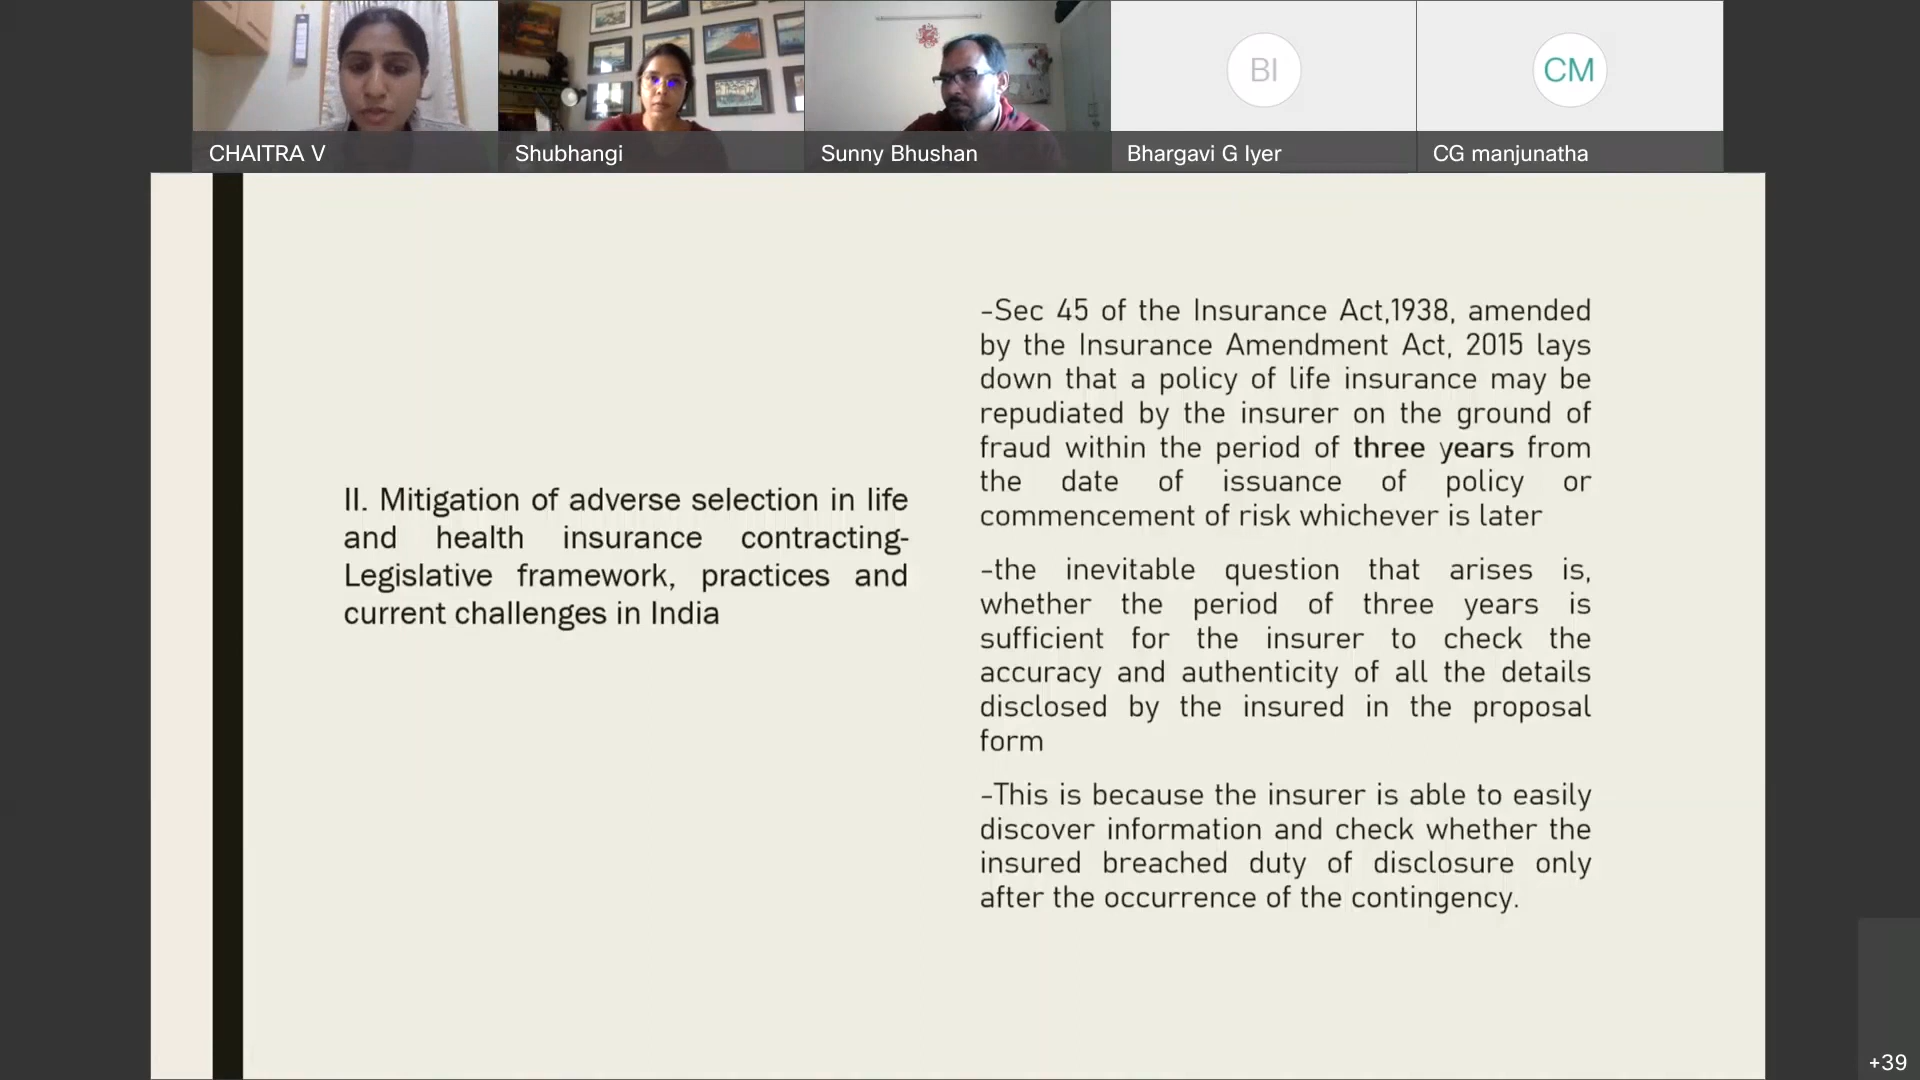 BI
CM
CHAITRA V
Shubhangi
Sunny Bhushan
Bhargavi G Iyer
CG manjunatha
II. Mitigation of adverse selection in life
and health insurance contracting-
Legislative framework, practices and
current challenges in India
-Sec 45 of the Insurance Act,1938, amended
by the Insurance Amendment Act, 2015 lays
down that a policy of life insurance may be
repudiated by the insurer on the ground of
fraud within the period of three years from
the date of issuance of policy or
commencement of risk whichever is later
-the inevitable question that arises is,
whether the period of three years is
sufficient for the insurer to check the
accuracy and authenticity of all the details
disclosed by the insured in the proposal
form
-This is because the insurer is able to easily
discover information and check whether the
insured breached duty of disclosure only
after the occurrence of the contingency.
+39